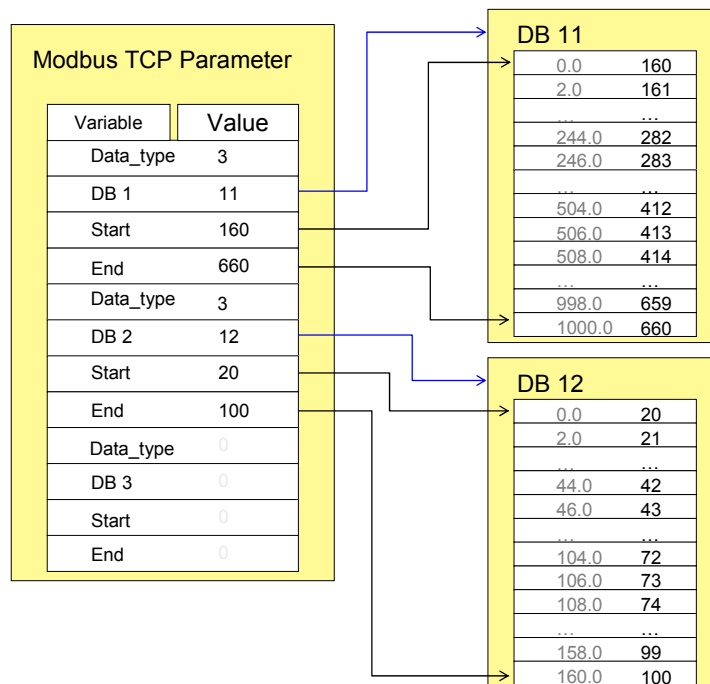 Modbus TCP Parameter
Variable Value
Data_type 3
DB 1 11
Start 160
End 660
Data_type 3
DB 2 12
Start 20
End 100
Data_type 0
DB 3 0
Start 0
End 0
DB 11
0.0 160
2.0 161
... ...
244.0 282
246.0 283
... ...
504.0 412
506.0 413
508.0 414
... ...
998.0 659
1000.0 660
DB 12
0.0 20
2.0 21
... ...
44.0 42
46.0 43
... ...
104.0 72
106.0 73
108.0 74
... ...
158.0 99
160.0 100